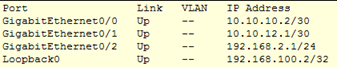 Port Link VLAN IP Address
GigabitEthernet0/0 Up -- 10.10.10.2/30
GigabitEthernet0/1 Up -- 10.10.12.1/30
GigabitEthernet0/2 Up -- 192.168.2.1/24
Loopback0 Up -- 192.168.100.2/32